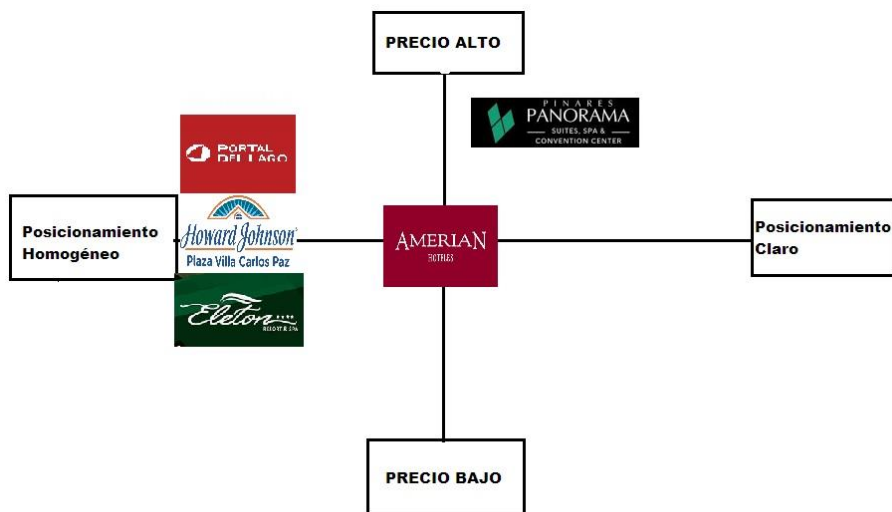 PRECIO ALTO
PINARES
PANORAMA
SUITES, SPA &
CONVENTION CENTER
PORTAL
DEL LAGO
Posicionamiento
Homogéneo
Howard Johnson®
Plaza Villa Carlos Paz
AMERIAN
HOTELES
Posicionamiento
Claro
Eleton
RESORT & SPA
PRECIO BAJO